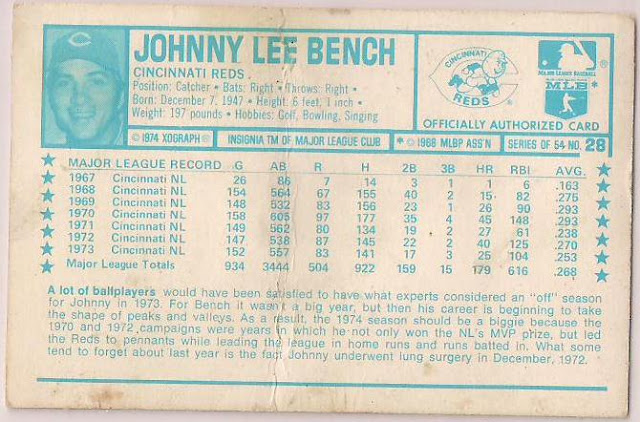 JOHNNY LEE BENCH
CINCINNATI REDS
Position: Catcher • Bats: Right • Throws: Right •
Born: December 7, 1947 • Height: 6 feet, 1 inch •
Weight: 197 pounds • Hobbies: Golf, Bowling, Singing
CINCINNATI
REDS
MAJOR LEAGUE BASEBALL
MLB*
OFFICIALLY AUTHORIZED CARD
© 1974 XOGRAPH® INSIGNIA TM OF MAJOR LEAGUE CLUB *© 1968 MLBP ASS'N SERIES OF 54 NO. 28
MAJOR LEAGUE RECORD G AB R H 2B 3B HR RBI AVG.
1967 Cincinnati NL 26 86 7 14 3 1 1 6 .163
1968 Cincinnati NL 154 564 67 155 40 2 15 82 .275
1969 Cincinnati NL 148 532 83 156 23 1 26 90 .293
1970 Cincinnati NL 158 605 97 177 35 4 45 148 .293
1971 Cincinnati NL 149 562 80 134 19 2 27 61 .238
1972 Cincinnati NL 147 538 87 145 22 2 40 125 .270
1973 Cincinnati NL 152 557 83 141 17 3 25 104 .253
Major League Totals 934 3444 504 922 159 15 179 616 .268
A lot of ballplayers would have been satisfied to have what experts considered an "off" season
for Johnny in 1973. For Bench it wasn't a big year, but then his career is beginning to take
the shape of peaks and valleys. As a result, the 1974 season should be a biggie because the
1970 and 1972 campaigns were years in which he not only won the NL's MVP prize, but led
the Reds to pennants while leading the league in home runs and runs batted in. What some
tend to forget about last year is the fact Johnny underwent lung surgery in December, 1972.